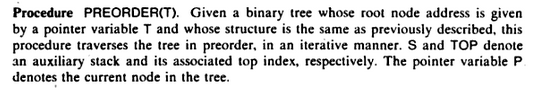 Procedure PREORDER(T). Given a binary tree whose root node address is given
by a pointer variable T and whose structure is the same as previously described, this
procedure traverses the tree in preorder, in an iterative manner. S and TOP denote
an auxiliary stack and its associated top index, respectively. The pointer variable P
denotes the current node in the tree.